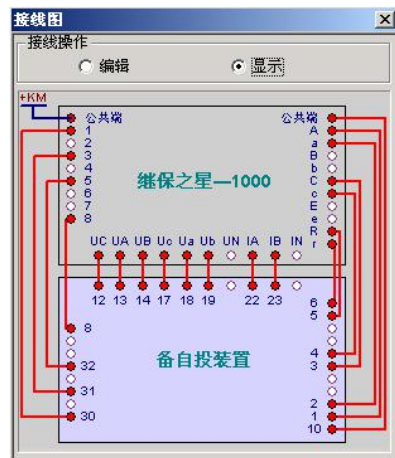 接线图
接线操作
编辑 显示
+KM
公共端 公共端
1 A
2 a
3 B
4 b
5 C
6 c
7 E
8 e
R
r
继保之星—1000
UC UA UB Uc Ua Ub UN IA IB IN
12 13 14 17 18 19 22 23
6
5
8
备自投装置
4
32 3
31
2
30 1
10